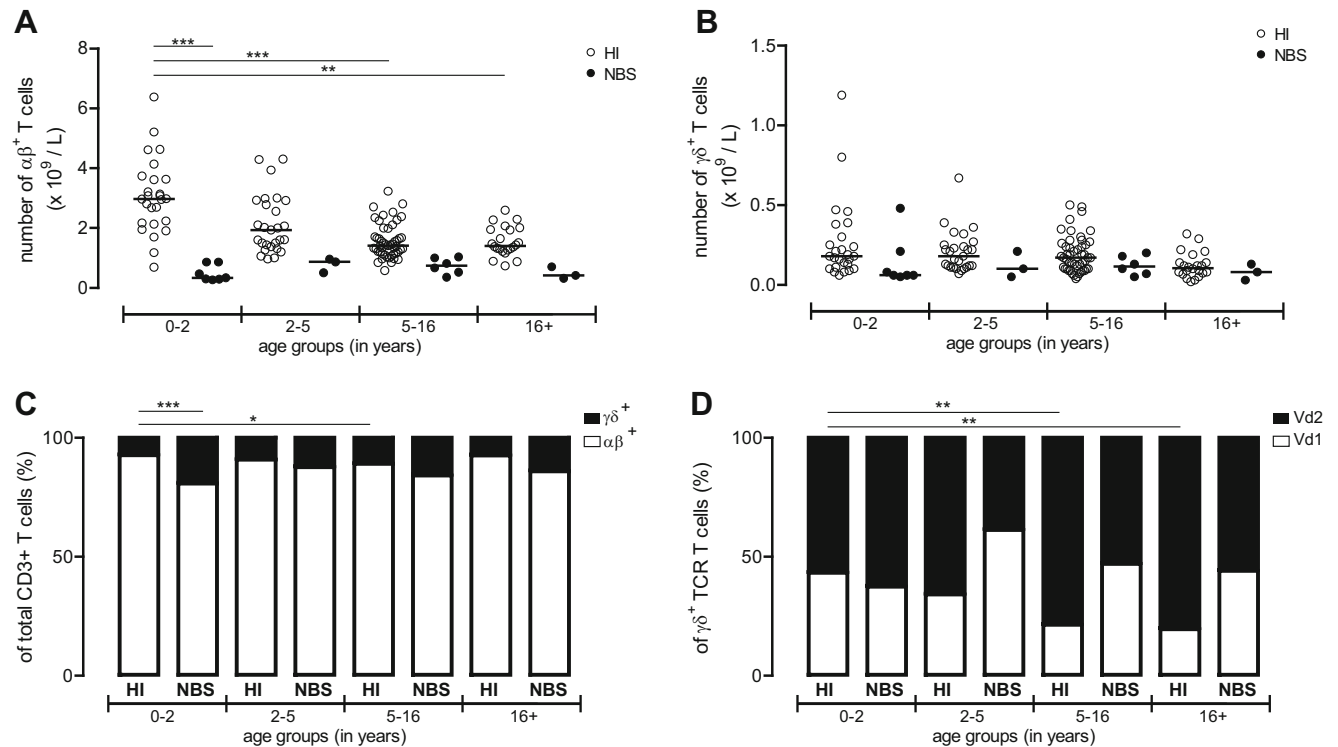 A
number of αβ⁺ T cells
(x 10⁹ / L)
8
6
4
2
0
***
***
**
HI
NBS
0-2
2-5
5-16
16+
age groups (in years)
B
number of γδ⁺ T cells
(x 10⁹ / L)
1.5
1.0
0.5
0.0
HI
NBS
0-2
2-5
5-16
16+
age groups (in years)
C
of total CD3+ T cells (%)
100
50
0
***
*
γδ⁺
αβ⁺
HI NBS HI NBS HI NBS HI NBS
0-2
2-5
5-16
16+
age groups (in years)
D
of γδ⁺ TCR T cells (%)
100
50
0
**
**
Vd2
Vd1
HI NBS HI NBS HI NBS HI NBS
0-2
2-5
5-16
16+
age groups (in years)